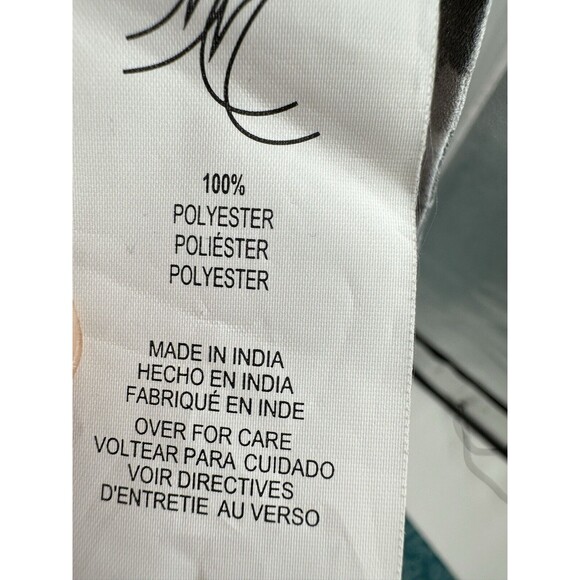 100%
POLYESTER
POLIÉSTER
POLYESTER
MADE IN INDIA
HECHO EN INDIA
FABRIQUÉ EN INDE
OVER FOR CARE
VOLTEAR PARA CUIDADO
VOIR DIRECTIVES
D'ENTRETIE AU VERSO